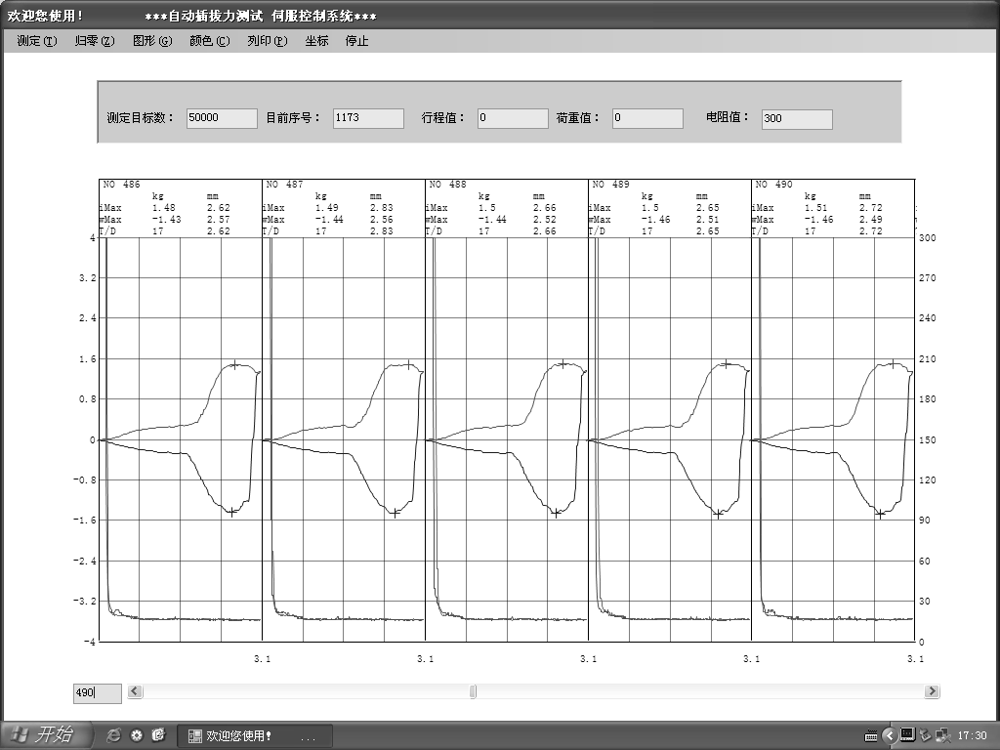 欢迎您使用! ***自动插拔力测试 伺服控制系统***
测定(T) 归零(Z) 图形(G) 颜色(C) 列印(P) 坐标 停止
测定目标数： 50000 目前序号： 1173 行程值： 0 荷重值： 0 电阻值： 300
NO 486 NO 487 NO 488 NO 489 NO 490
kg mm kg mm kg mm kg mm kg mm
iMax 1.48 2.62 iMax 1.49 2.83 iMax 1.5 2.66 iMax 1.5 2.65 iMax 1.51 2.72
wMax -1.43 2.57 wMax -1.44 2.56 wMax -1.44 2.52 wMax -1.46 2.51 wMax -1.46 2.49
T/D 17 2.62 T/D 17 2.83 T/D 17 2.66 T/D 17 2.65 T/D 17 2.72
4 300
3.2 270
2.4 240
1.6 210
0.8 180
0 150
-0.8 120
-1.6 90
-2.4 60
-3.2 30
-4 0
3.1 3.1 3.1 3.1 3.1
490
开始 欢迎您使用! ... 17:30